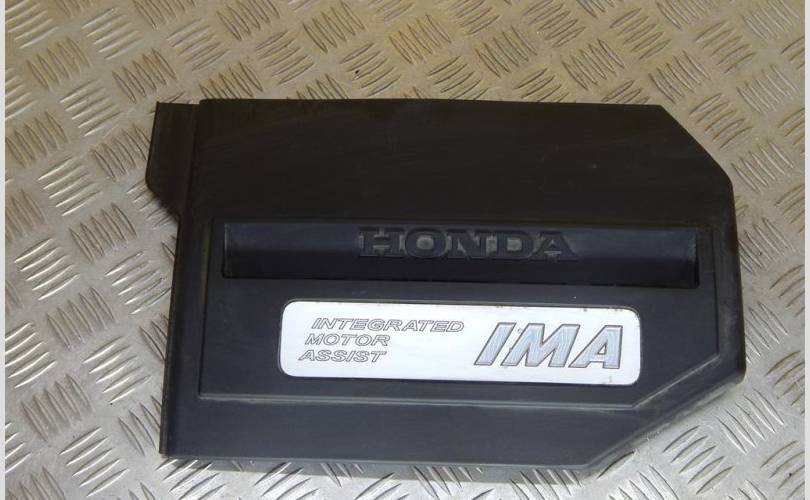 HONDA
INTEGRATED
MOTOR
ASSIST
IMA